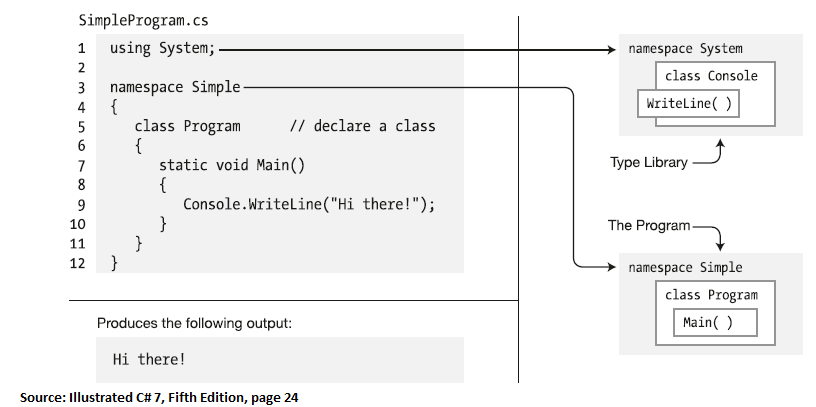 SimpleProgram.cs
1 using System;
2
3 namespace Simple
4 {
5 class Program // declare a class
6 {
7 static void Main()
8 {
9 Console.WriteLine("Hi there!");
10 }
11 }
12 }
Produces the following output:
Hi there!
namespace System
class Console
WriteLine( )
Type Library
The Program
namespace Simple
class Program
Main( )
Source: Illustrated C# 7, Fifth Edition, page 24